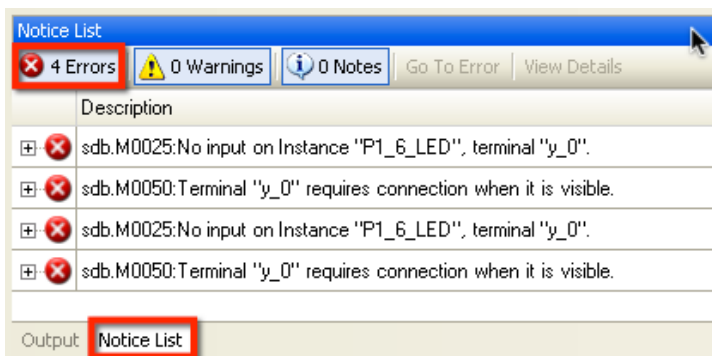 Notice List
4 Errors 0 Warnings 0 Notes Go To Error View Details
Description
sdb.M0025:No input on Instance "P1_6_LED", terminal "y_0".
sdb.M0050:Terminal "y_0" requires connection when it is visible.
sdb.M0025:No input on Instance "P1_6_LED", terminal "y_0".
sdb.M0050:Terminal "y_0" requires connection when it is visible.
Output Notice List